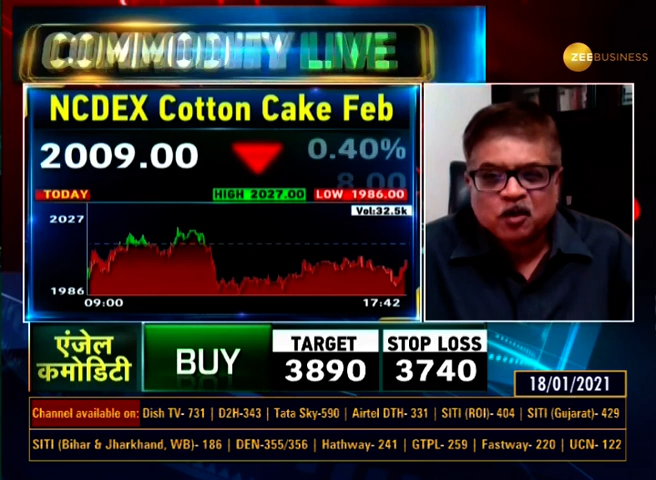 COMMODITY LIVE
ZEE BUSINESS
NCDEX Cotton Cake Feb
2009.00
0.40%
8.00
TODAY
HIGH 2027.00
LOW 1986.00
Vol:32.5k
2027
1986
09:00
17:42
एंजेल
कमोडिटी
BUY
TARGET
3890
STOP LOSS
3740
18/01/2021
Channel available on: Dish TV- 731 | D2H-343 | Tata Sky-590 | Airtel DTH- 331 | SITI (ROI)- 404 | SITI (Gujarat)- 429
SITI (Bihar & Jharkhand, WB)- 186 | DEN-355/356 | Hathway- 241 | GTPL- 259 | Fastway- 220 | UCN- 122